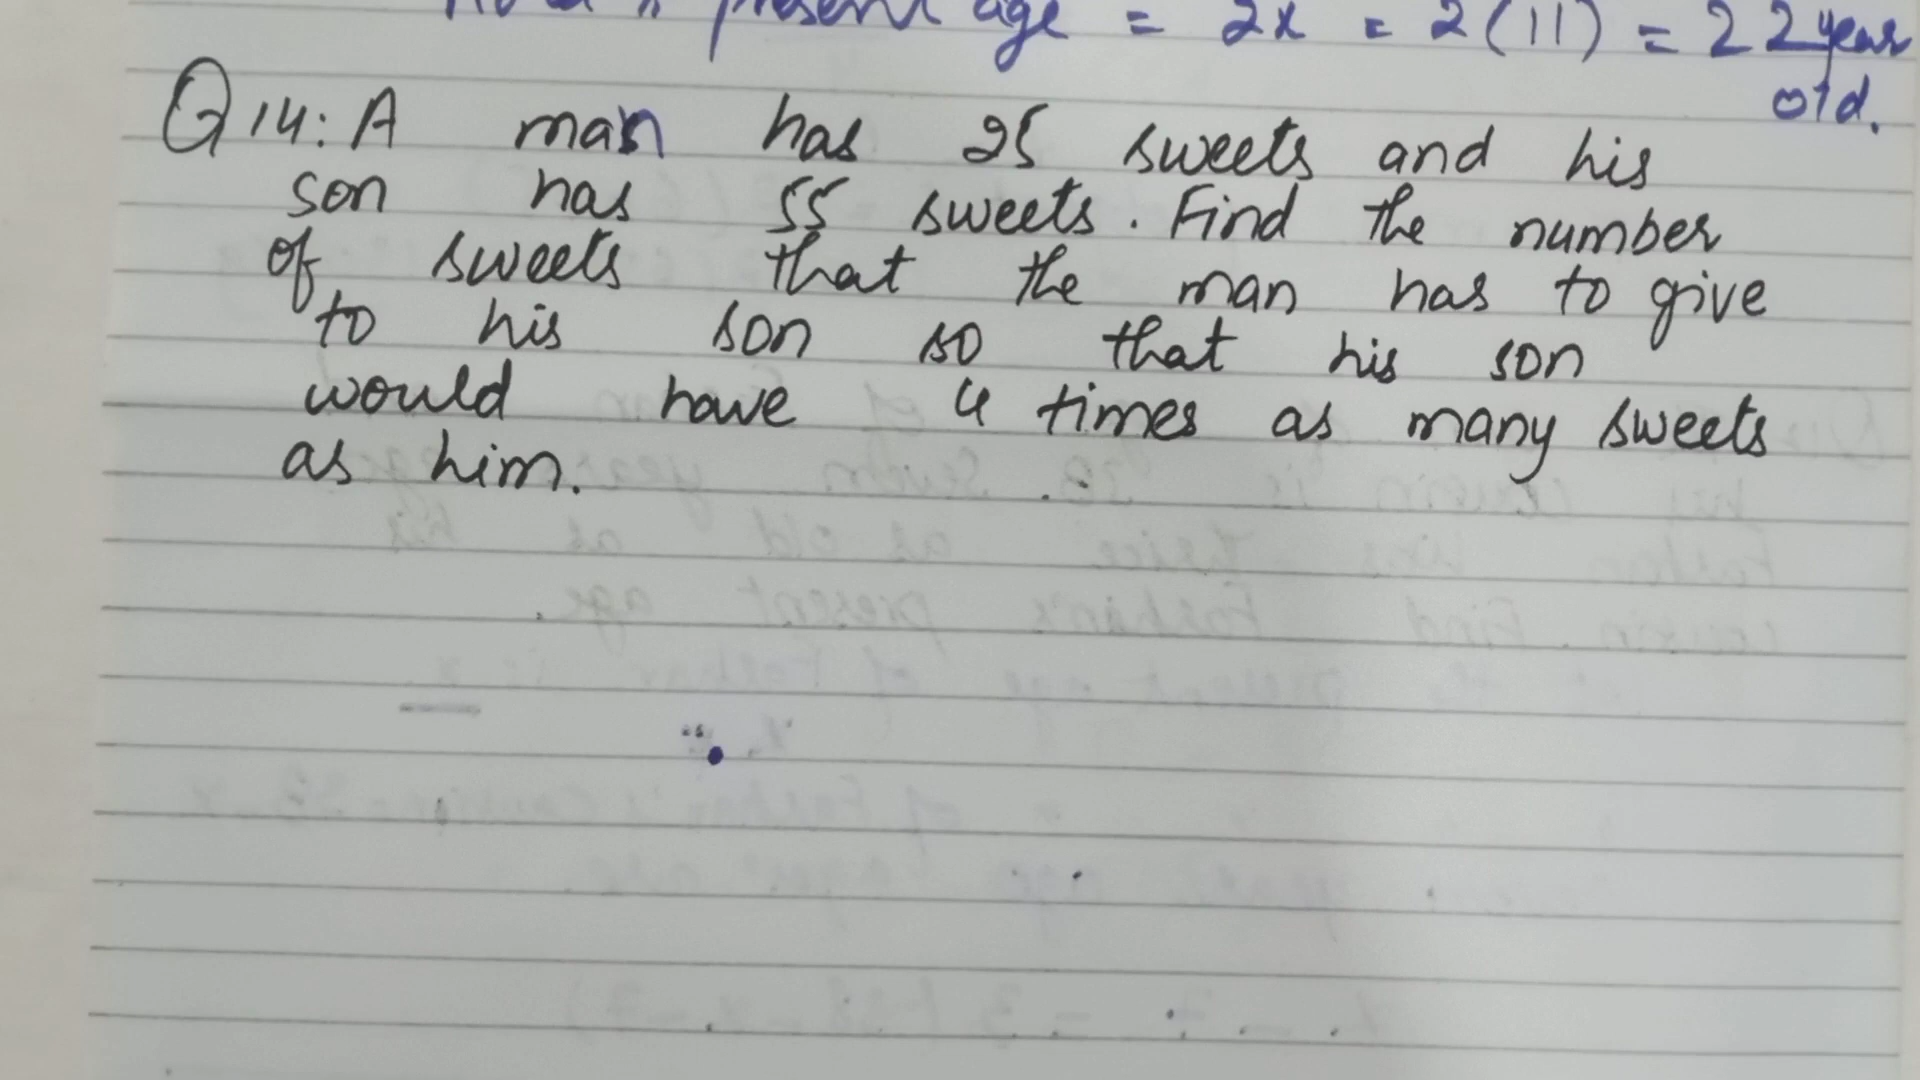 present age = 2x = 2(11) = 22 year
old.
Q14: A man has 25 sweets and his
son has 55 sweets. Find the number
of sweets that the man has to give
to his son so that his son
would have 4 times as many sweets
as him.